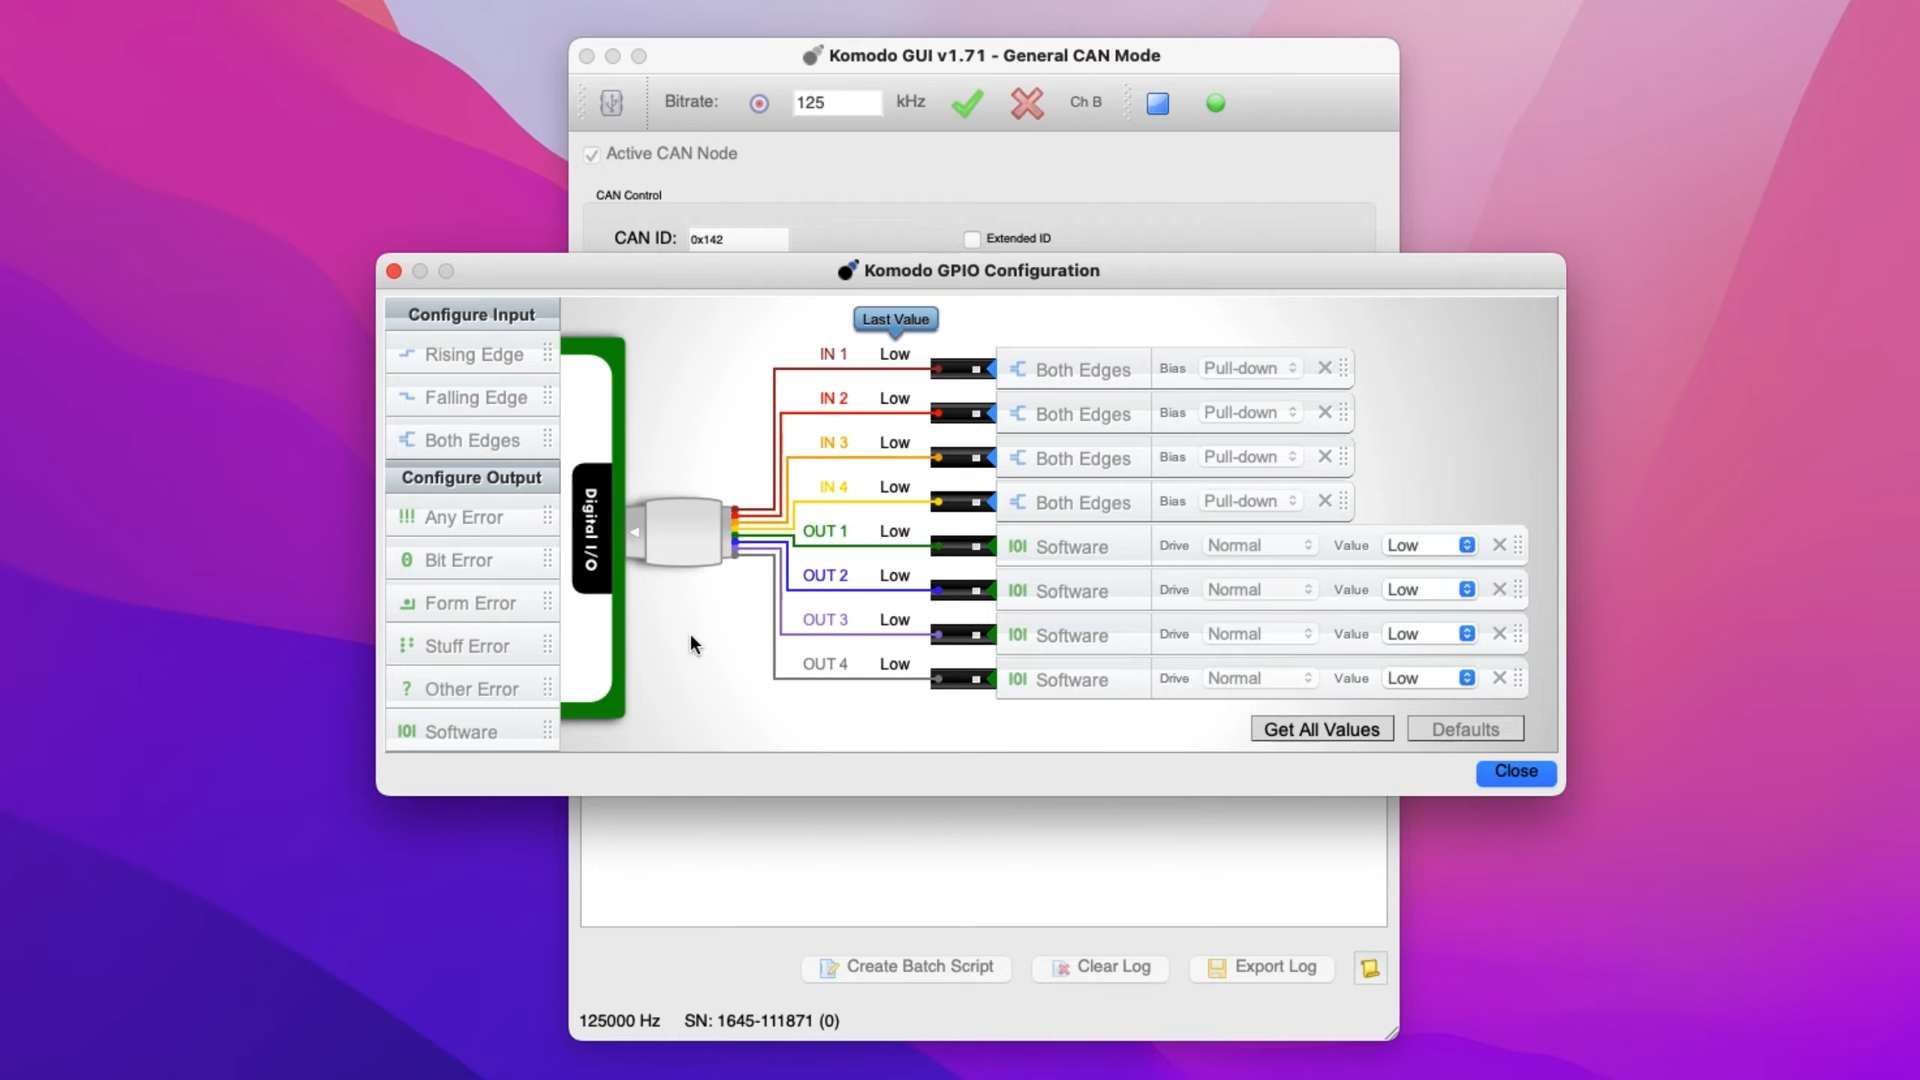 Komodo GUI v1.71 - General CAN Mode
Bitrate: 125 kHz Ch B
Active CAN Node
CAN Control
CAN ID: 0x142 Extended ID
Komodo GPIO Configuration
Configure Input
Rising Edge
Falling Edge
Both Edges
Configure Output
Any Error
Bit Error
Form Error
Stuff Error
Other Error
Software
Digital I/O
Last Value
IN 1 Low Both Edges Bias Pull-down
IN 2 Low Both Edges Bias Pull-down
IN 3 Low Both Edges Bias Pull-down
IN 4 Low Both Edges Bias Pull-down
OUT 1 Low Software Drive Normal Value Low
OUT 2 Low Software Drive Normal Value Low
OUT 3 Low Software Drive Normal Value Low
OUT 4 Low Software Drive Normal Value Low
Get All Values Defaults
Close
Create Batch Script Clear Log Export Log
125000 Hz SN: 1645-111871 (0)